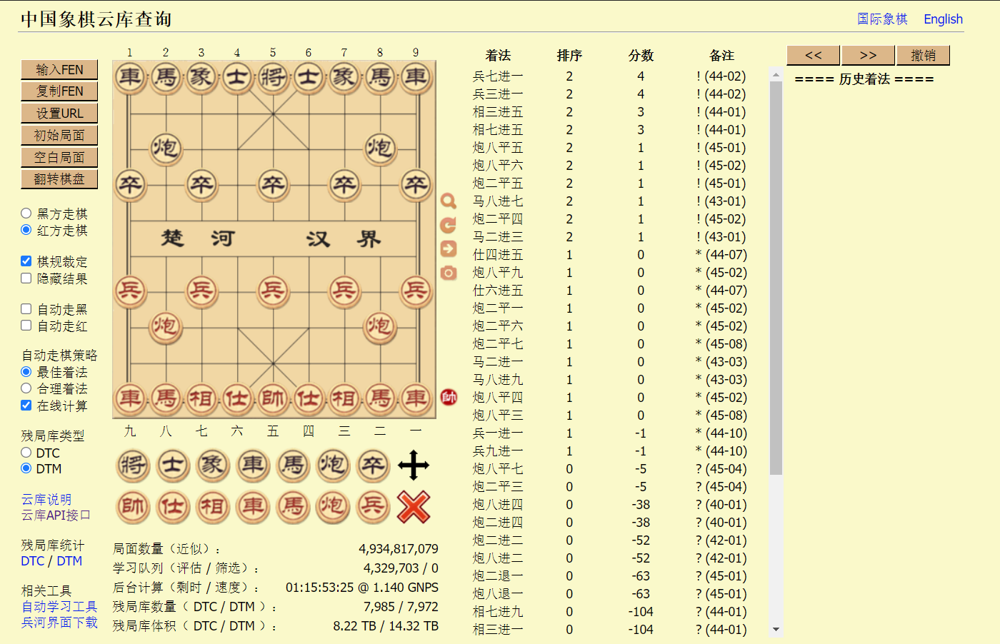 中国象棋云库查询
国际象棋 English
输入FEN
复制FEN
设置URL
初始局面
空白局面
翻转棋盘
黑方走棋
红方走棋
棋规裁定
隐藏结果
自动走黑
自动走红
自动走棋策略
最佳着法
合理着法
在线计算
残局库类型
DTC
DTM
云库说明
云库API接口
残局库统计
DTC / DTM
相关工具
自动学习工具
兵河界面下载
1 2 3 4 5 6 7 8 9
車 馬 象 士 將 士 象 馬 車
炮 炮
卒 卒 卒 卒 卒
楚 河 汉 界
兵 兵 兵 兵 兵
炮 炮
車 馬 相 仕 帥 仕 相 馬 車
帥
九 八 七 六 五 四 三 二 一
將 士 象 車 馬 炮 卒
帥 仕 相 車 馬 炮 兵
局面数量（近似）： 4,934,817,079
学习队列（评估 / 筛选）： 4,329,703 / 0
后台计算（剩时 / 速度）： 01:15:53:25 @ 1.140 GNPS
残局库数量（ DTC / DTM ）： 7,985 / 7,972
残局库体积（ DTC / DTM ）： 8.22 TB / 14.32 TB
着法 排序 分数 备注
兵七进一 2 4 ! (44-02)
兵三进一 2 4 ! (44-02)
相三进五 2 3 ! (44-01)
相七进五 2 3 ! (44-01)
炮八平五 2 1 ! (45-01)
炮八平六 2 1 ! (45-02)
炮二平五 2 1 ! (45-01)
马八进七 2 1 ! (43-01)
炮二平四 2 1 ! (45-02)
马二进三 2 1 ! (43-01)
仕四进五 1 0 * (44-07)
炮八平九 1 0 * (45-02)
仕六进五 1 0 * (44-07)
炮二平一 1 0 * (45-02)
炮二平六 1 0 * (45-02)
炮二平七 1 0 * (45-08)
马二进一 1 0 * (43-03)
马八进九 1 0 * (43-03)
炮八平四 1 0 * (45-02)
炮八平三 1 0 * (45-08)
兵一进一 1 -1 * (44-10)
兵九进一 1 -1 * (44-10)
炮八平七 0 -5 ? (45-04)
炮二平三 0 -5 ? (45-04)
炮八进四 0 -38 ? (40-01)
炮二进四 0 -38 ? (40-01)
炮二进二 0 -52 ? (42-01)
炮八进二 0 -52 ? (42-01)
炮二退一 0 -63 ? (45-01)
炮八退一 0 -63 ? (45-01)
相七进九 0 -104 ? (44-01)
相三进一 0 -104 ? (44-01)
<< >> 撤销
==== 历史着法 ====